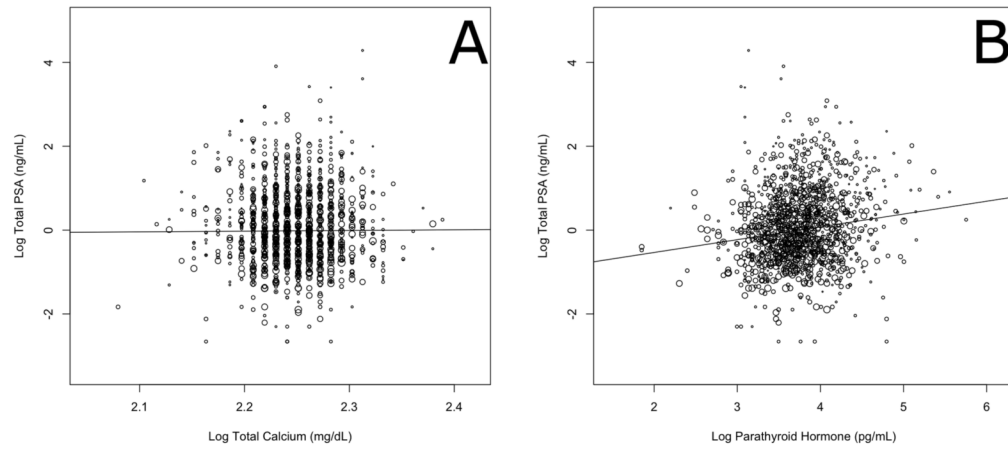 A
4
2
0
-2
Log Total PSA (ng/mL)
2.1 2.2 2.3 2.4
Log Total Calcium (mg/dL)
B
4
2
0
-2
Log Total PSA (ng/mL)
2 3 4 5 6
Log Parathyroid Hormone (pg/mL)